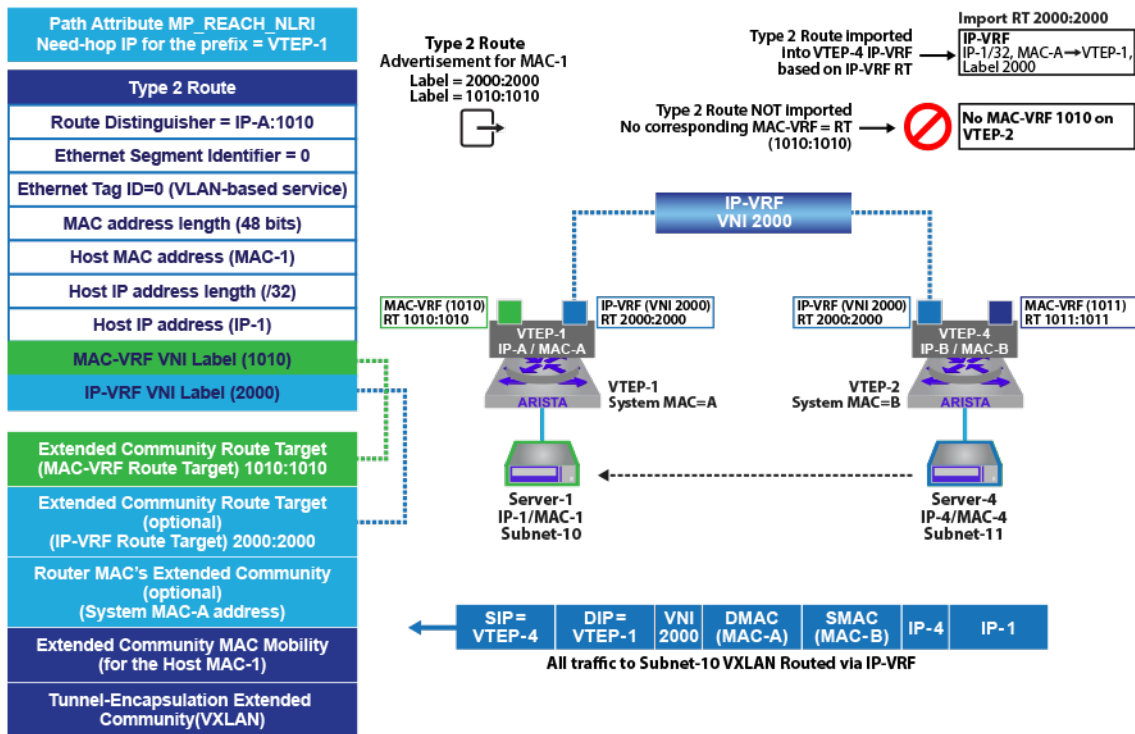 Path Attribute MP_REACH_NLRI
Need-hop IP for the prefix = VTEP-1
Type 2 Route
Route Distinguisher = IP-A:1010
Ethernet Segment Identifier = 0
Ethernet Tag ID=0 (VLAN-based service)
MAC address length (48 bits)
Host MAC address (MAC-1)
Host IP address length (/32)
Host IP address (IP-1)
MAC-VRF VNI Label (1010)
IP-VRF VNI Label (2000)
Extended Community Route Target
(MAC-VRF Route Target) 1010:1010
Extended Community Route Target
(optional)
(IP-VRF Route Target) 2000:2000
Router MAC's Extended Community
(optional)
(System MAC-A address)
Extended Community MAC Mobility
(for the Host MAC-1)
Tunnel-Encapsulation Extended
Community(VXLAN)
Type 2 Route
Advertisement for MAC-1
Label = 2000:2000
Label = 1010:1010
Type 2 Route imported
into VTEP-4 IP-VRF
based on IP-VRF RT
Import RT 2000:2000
IP-VRF
IP-1/32, MAC-A→VTEP-1,
Label 2000
Type 2 Route NOT Imported
No corresponding MAC-VRF = RT
(1010:1010)
No MAC-VRF 1010 on
VTEP-2
IP-VRF
VNI 2000
MAC-VRF (1010)
RT 1010:1010
IP-VRF (VNI 2000)
RT 2000:2000
IP-VRF (VNI 2000)
RT 2000:2000
MAC-VRF (1011)
RT 1011:1011
VTEP-1
IP-A / MAC-A
VTEP-4
IP-B / MAC-B
ARISTA
VTEP-1
System MAC=A
VTEP-2
System MAC=B
ARISTA
Server-1
IP-1/MAC-1
Subnet-10
Server-4
IP-4/MAC-4
Subnet-11
SIP=
VTEP-4
DIP=
VTEP-1
VNI
2000
DMAC
(MAC-A)
SMAC
(MAC-B)
IP-4
IP-1
All traffic to Subnet-10 VXLAN Routed via IP-VRF